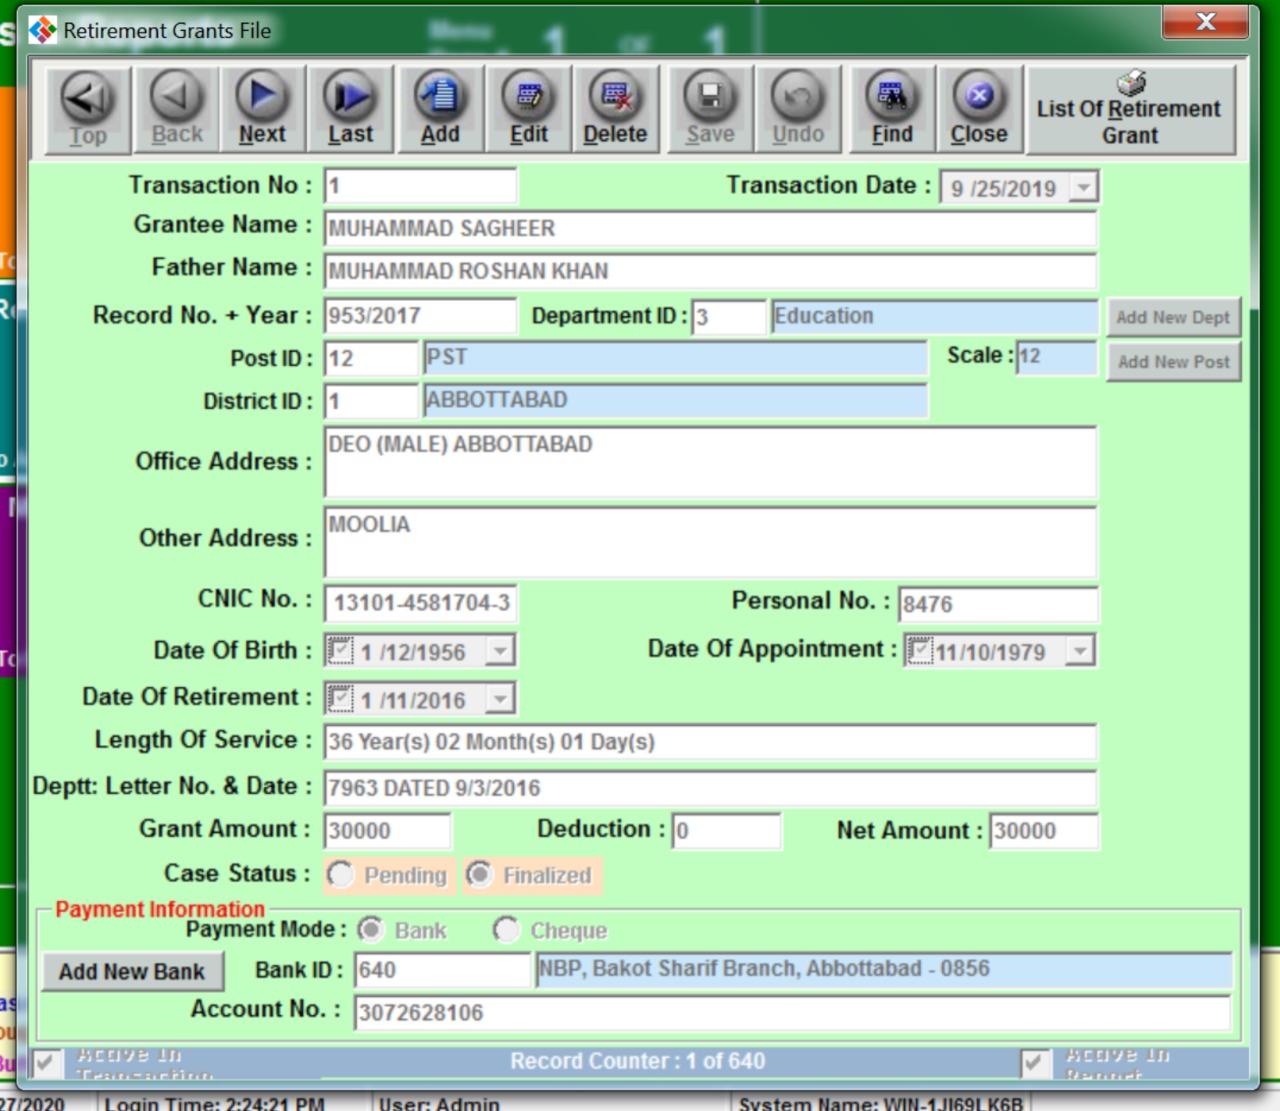 Retirement Grants File
Menu
1 OF 1
X
Top Back Next Last Add Edit Delete Save Undo Find Close List Of Retirement Grant
Transaction No : 1 Transaction Date : 9 /25/2019
Grantee Name : MUHAMMAD SAGHEER
Father Name : MUHAMMAD ROSHAN KHAN
Record No. + Year : 953/2017 Department ID : 3 Education Add New Dept
Post ID : 12 PST Scale : 12 Add New Post
District ID : 1 ABBOTTABAD
Office Address : DEO (MALE) ABBOTTABAD
Other Address : MOOLIA
CNIC No. : 13101-4581704-3 Personal No. : 8476
Date Of Birth : 1 /12/1956 Date Of Appointment : 11/10/1979
Date Of Retirement : 1 /11/2016
Length Of Service : 36 Year(s) 02 Month(s) 01 Day(s)
Deptt: Letter No. & Date : 7963 DATED 9/3/2016
Grant Amount : 30000 Deduction : 0 Net Amount : 30000
Case Status : Pending Finalized
Payment Information
Payment Mode : Bank Cheque
Add New Bank Bank ID : 640 NBP, Bakot Sharif Branch, Abbottabad - 0856
Account No. : 3072628106
Active In Transaction Record Counter : 1 of 640 Active In Report
27/2020 Login Time: 2:24:21 PM User: Admin System Name: WIN-1JI69LK6B